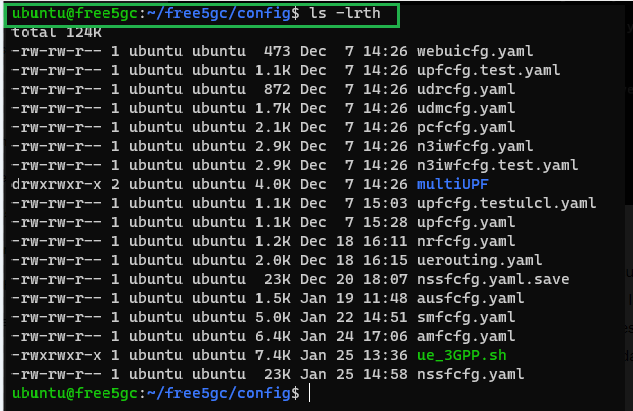 ubuntu@free5gc:~/free5gc/config$ ls -lrth
total 124K
-rw-rw-r-- 1 ubuntu ubuntu  473 Dec  7 14:26 webuicfg.yaml
-rw-rw-r-- 1 ubuntu ubuntu 1.1K Dec  7 14:26 upfcfg.test.yaml
-rw-rw-r-- 1 ubuntu ubuntu  872 Dec  7 14:26 udrcfg.yaml
-rw-rw-r-- 1 ubuntu ubuntu 1.7K Dec  7 14:26 udmcfg.yaml
-rw-rw-r-- 1 ubuntu ubuntu 2.1K Dec  7 14:26 pcfcfg.yaml
-rw-rw-r-- 1 ubuntu ubuntu 2.9K Dec  7 14:26 n3iwfcfg.yaml
-rw-rw-r-- 1 ubuntu ubuntu 2.9K Dec  7 14:26 n3iwfcfg.test.yaml
drwxrwxr-x 2 ubuntu ubuntu 4.0K Dec  7 14:26 multiUPF
-rw-rw-r-- 1 ubuntu ubuntu 1.1K Dec  7 15:03 upfcfg.testulcl.yaml
-rw-rw-r-- 1 ubuntu ubuntu 1.1K Dec  7 15:28 upfcfg.yaml
-rw-rw-r-- 1 ubuntu ubuntu 1.2K Dec 18 16:11 nrfcfg.yaml
-rw-rw-r-- 1 ubuntu ubuntu 2.0K Dec 18 16:15 uerouting.yaml
-rw-rw-r-- 1 ubuntu ubuntu  23K Dec 20 18:07 nssfcfg.yaml.save
-rw-rw-r-- 1 ubuntu ubuntu 1.5K Jan 19 11:48 ausfcfg.yaml
-rw-rw-r-- 1 ubuntu ubuntu 5.0K Jan 22 14:51 smfcfg.yaml
-rw-rw-r-- 1 ubuntu ubuntu 6.4K Jan 24 17:06 amfcfg.yaml
-rwxrwxr-x 1 ubuntu ubuntu 7.4K Jan 25 13:36 ue_3GPP.sh
-rw-rw-r-- 1 ubuntu ubuntu  23K Jan 25 14:58 nssfcfg.yaml
ubuntu@free5gc:~/free5gc/config$